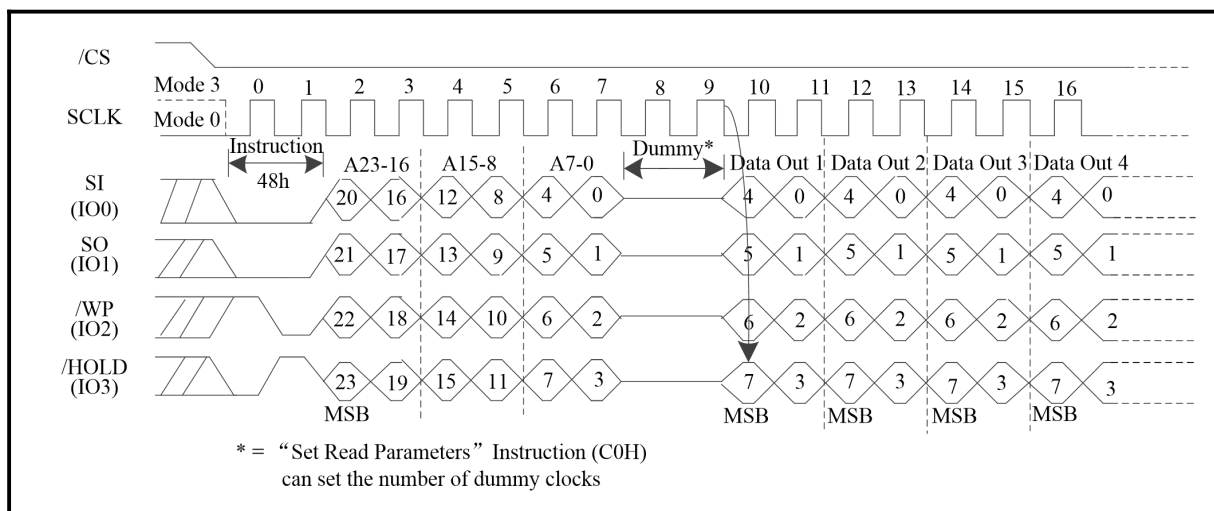 /CS
Mode 3 0 1 2 3 4 5 6 7 8 9 10 11 12 13 14 15 16
SCLK Mode 0
Instruction A23-16 A15-8 A7-0 Dummy* Data Out 1 Data Out 2 Data Out 3 Data Out 4
48h
SI
(IO0) 20 16 12 8 4 0 4 0 4 0 4 0 4 0
SO
(IO1) 21 17 13 9 5 1 5 1 5 1 5 1 5 1
/WP
(IO2) 22 18 14 10 6 2 6 2 6 2 6 2 6 2
/HOLD
(IO3) 23 19 15 11 7 3 7 3 7 3 7 3 7 3
MSB MSB MSB MSB MSB
* = “Set Read Parameters” Instruction (C0H)
can set the number of dummy clocks